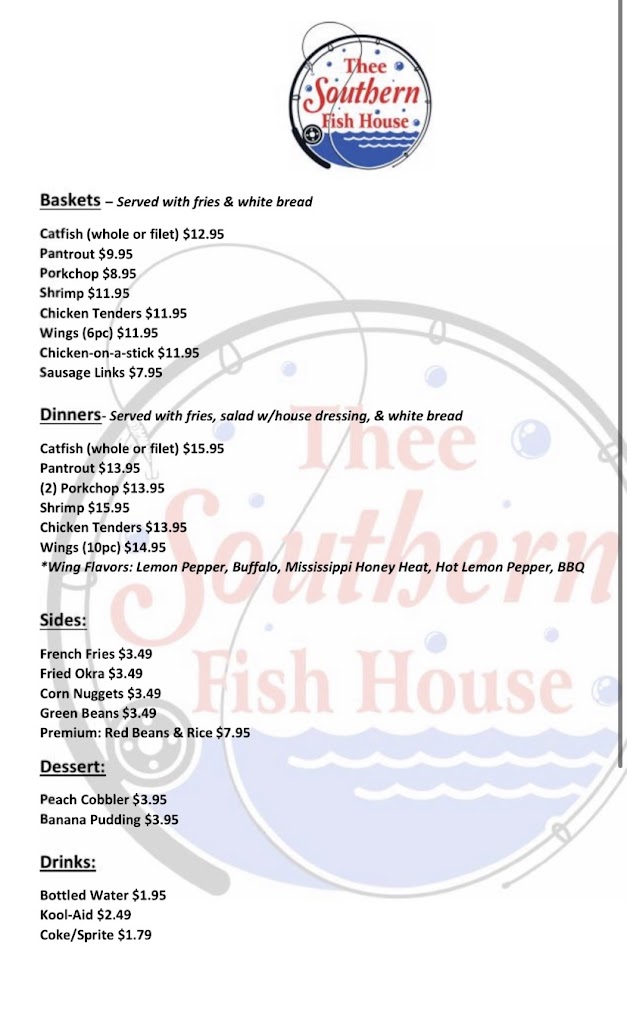 Thee
Southern
Fish House
Baskets – Served with fries & white bread
Catfish (whole or filet) $12.95
Pantrout $9.95
Porkchop $8.95
Shrimp $11.95
Chicken Tenders $11.95
Wings (6pc) $11.95
Chicken-on-a-stick $11.95
Sausage Links $7.95
Dinners- Served with fries, salad w/house dressing, & white bread
Catfish (whole or filet) $15.95
Pantrout $13.95
(2) Porkchop $13.95
Shrimp $15.95
Chicken Tenders $13.95
Wings (10pc) $14.95
*Wing Flavors: Lemon Pepper, Buffalo, Mississippi Honey Heat, Hot Lemon Pepper, BBQ
Sides:
French Fries $3.49
Fried Okra $3.49
Corn Nuggets $3.49
Green Beans $3.49
Premium: Red Beans & Rice $7.95
Dessert:
Peach Cobbler $3.95
Banana Pudding $3.95
Drinks:
Bottled Water $1.95
Kool-Aid $2.49
Coke/Sprite $1.79
Thee
Southern
Fish House